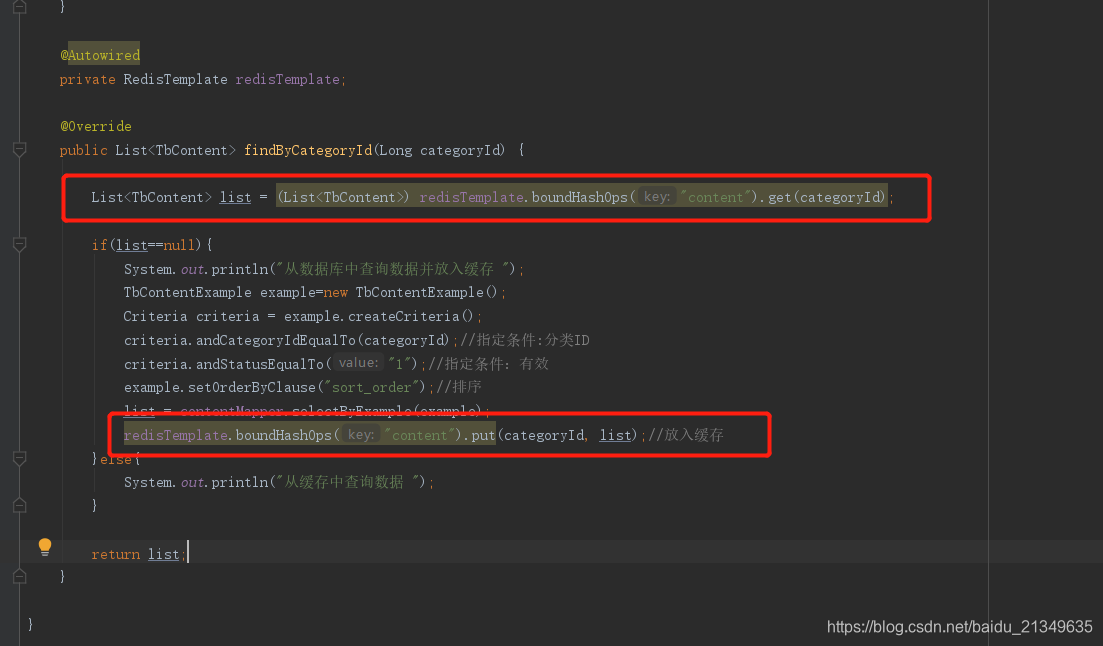 }
@Autowired
private RedisTemplate redisTemplate;
@Override
public List<TbContent> findByCategoryId(Long categoryId) {
List<TbContent> list = (List<TbContent>) redisTemplate.boundHashOps( key: "content").get(categoryId);
if(list==null){
System.out.println("从数据库中查询数据并放入缓存 ");
TbContentExample example=new TbContentExample();
Criteria criteria = example.createCriteria();
criteria.andCategoryIdEqualTo(categoryId);//指定条件:分类ID
criteria.andStatusEqualTo( value: "1");//指定条件: 有效
example.setOrderByClause("sort_order");//排序
list = contentMapper.selectByExample(example);
redisTemplate.boundHashOps( key: "content").put(categoryId, list);//放入缓存
}else{
System.out.println("从缓存中查询数据 ");
}
return list;
}
}
https://blog.csdn.net/baidu_21349635